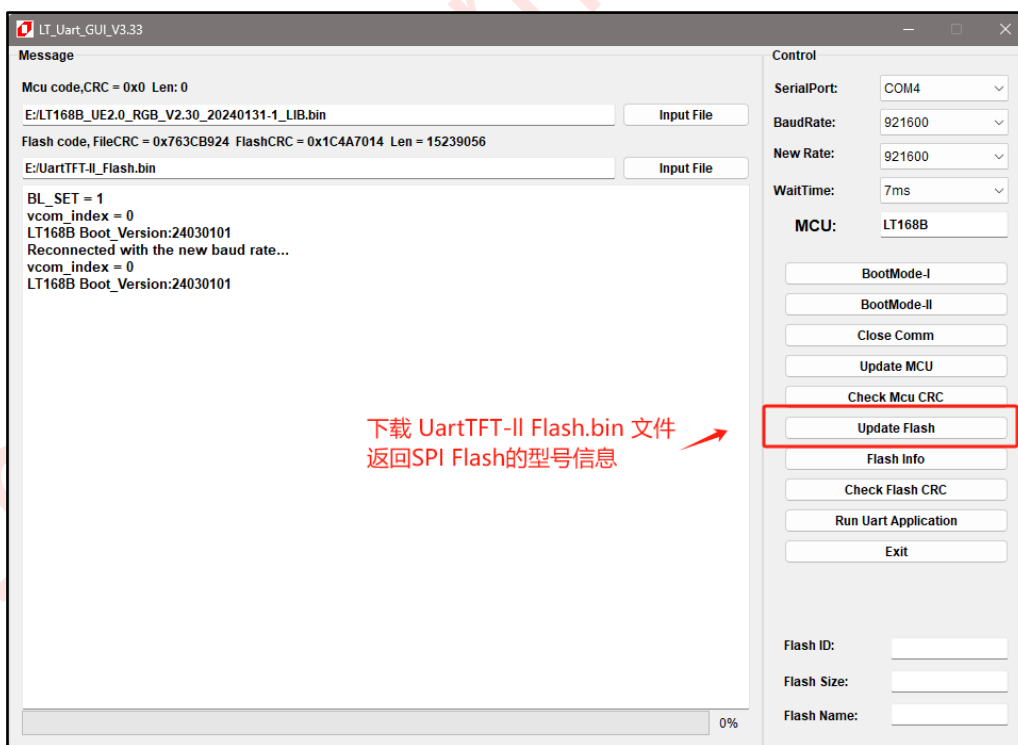 LT_Uart_GUI_V3.33
Message
Mcu code,CRC = 0x0 Len: 0
E:/LT168B_UE2.0_RGB_V2.30_20240131-1_LIB.bin
Input File
Flash code, FileCRC = 0x763CB924 FlashCRC = 0x1C4A7014 Len = 15239056
E:/UartTFT-II_Flash.bin
Input File
BL_SET = 1
vcom_index = 0
LT168B Boot_Version:24030101
Reconnected with the new baud rate...
vcom_index = 0
LT168B Boot_Version:24030101
下载 UartTFT-ll Flash.bin 文件
返回SPI Flash的型号信息
0%
Control
SerialPort: COM4
BaudRate: 921600
New Rate: 921600
WaitTime: 7ms
MCU: LT168B
BootMode-I
BootMode-II
Close Comm
Update MCU
Check Mcu CRC
Update Flash
Flash Info
Check Flash CRC
Run Uart Application
Exit
Flash ID:
Flash Size:
Flash Name: